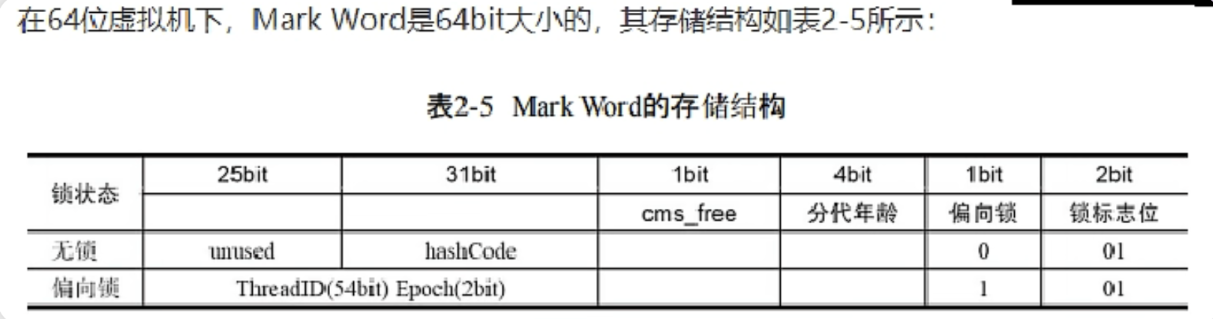 在64位虚拟机下，Mark Word是64bit大小的，其存储结构如表2-5所示：
表2-5 Mark Word的存储结构
锁状态 25bit 31bit 1bit 4bit 1bit 2bit
cms_free 分代年龄 偏向锁 锁标志位
无锁 unused hashCode 0 01
偏向锁 ThreadID(54bit) Epoch(2bit) 1 01